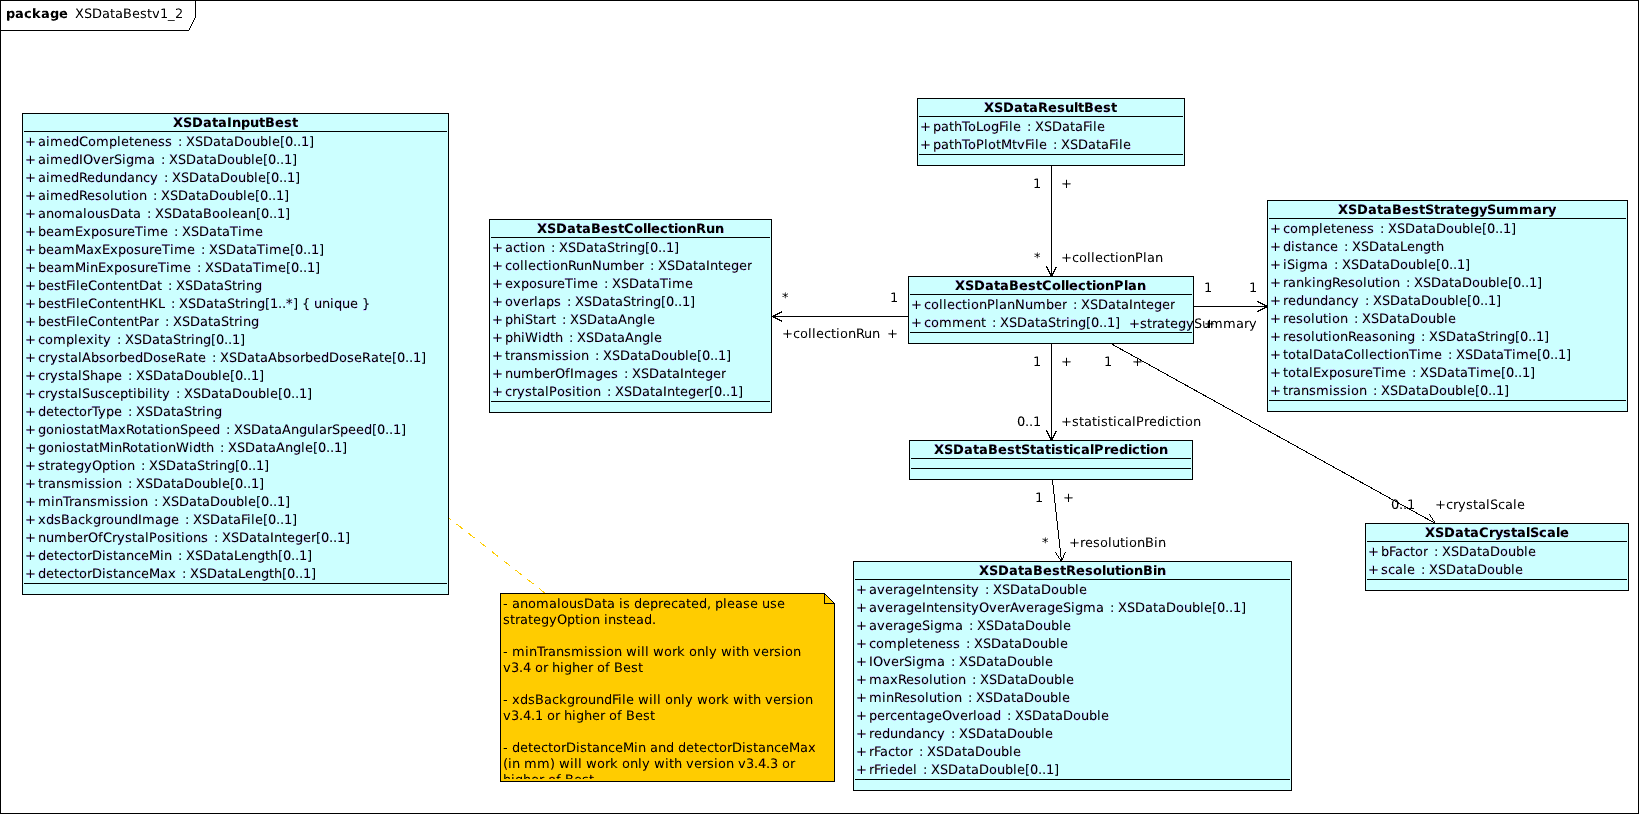 package XSDataBestv1_2
XSDataInputBest
+ aimedCompleteness : XSDataDouble[0..1]
+ aimedIOverSigma : XSDataDouble[0..1]
+ aimedRedundancy : XSDataDouble[0..1]
+ aimedResolution : XSDataDouble[0..1]
+ anomalousData : XSDataBoolean[0..1]
+ beamExposureTime : XSDataTime
+ beamMaxExposureTime : XSDataTime[0..1]
+ beamMinExposureTime : XSDataTime[0..1]
+ bestFileContentDat : XSDataString
+ bestFileContentHKL : XSDataString[1..*] { unique }
+ bestFileContentPar : XSDataString
+ complexity : XSDataString[0..1]
+ crystalAbsorbedDoseRate : XSDataAbsorbedDoseRate[0..1]
+ crystalShape : XSDataDouble[0..1]
+ crystalSusceptibility : XSDataDouble[0..1]
+ detectorType : XSDataString
+ goniostatMaxRotationSpeed : XSDataAngularSpeed[0..1]
+ goniostatMinRotationWidth : XSDataAngle[0..1]
+ strategyOption : XSDataString[0..1]
+ transmission : XSDataDouble[0..1]
+ minTransmission : XSDataDouble[0..1]
+ xdsBackgroundImage : XSDataFile[0..1]
+ numberOfCrystalPositions : XSDataInteger[0..1]
+ detectorDistanceMin : XSDataLength[0..1]
+ detectorDistanceMax : XSDataLength[0..1]
- anomalousData is deprecated, please use
strategyOption instead.
- minTransmission will work only with version
v3.4 or higher of Best
- xdsBackgroundFile will only work with version
v3.4.1 or higher of Best
- detectorDistanceMin and detectorDistanceMax
(in mm) will work only with version v3.4.3 or
higher of Best
XSDataBestCollectionRun
+ action : XSDataString[0..1]
+ collectionRunNumber : XSDataInteger
+ exposureTime : XSDataTime
+ overlaps : XSDataString[0..1]
+ phiStart : XSDataAngle
+ phiWidth : XSDataAngle
+ transmission : XSDataDouble[0..1]
+ numberOfImages : XSDataInteger
+ crystalPosition : XSDataInteger[0..1]
* 1
+collectionRun +
XSDataResultBest
+ pathToLogFile : XSDataFile
+ pathToPlotMtvFile : XSDataFile
1 +
* +collectionPlan
XSDataBestCollectionPlan
+ collectionPlanNumber : XSDataInteger
+ comment : XSDataString[0..1]
1 1
+strategySummary +
1 + 1 +
0..1 +statisticalPrediction
XSDataBestStatisticalPrediction
1 +
* +resolutionBin
XSDataBestResolutionBin
+ averageIntensity : XSDataDouble
+ averageIntensityOverAverageSigma : XSDataDouble[0..1]
+ averageSigma : XSDataDouble
+ completeness : XSDataDouble
+ IOverSigma : XSDataDouble
+ maxResolution : XSDataDouble
+ minResolution : XSDataDouble
+ percentageOverload : XSDataDouble
+ redundancy : XSDataDouble
+ rFactor : XSDataDouble
+ rFriedel : XSDataDouble[0..1]
XSDataBestStrategySummary
+ completeness : XSDataDouble[0..1]
+ distance : XSDataLength
+ iSigma : XSDataDouble[0..1]
+ rankingResolution : XSDataDouble[0..1]
+ redundancy : XSDataDouble[0..1]
+ resolution : XSDataDouble
+ resolutionReasoning : XSDataString[0..1]
+ totalDataCollectionTime : XSDataTime[0..1]
+ totalExposureTime : XSDataTime[0..1]
+ transmission : XSDataDouble[0..1]
0..1 +crystalScale
XSDataCrystalScale
+ bFactor : XSDataDouble
+ scale : XSDataDouble